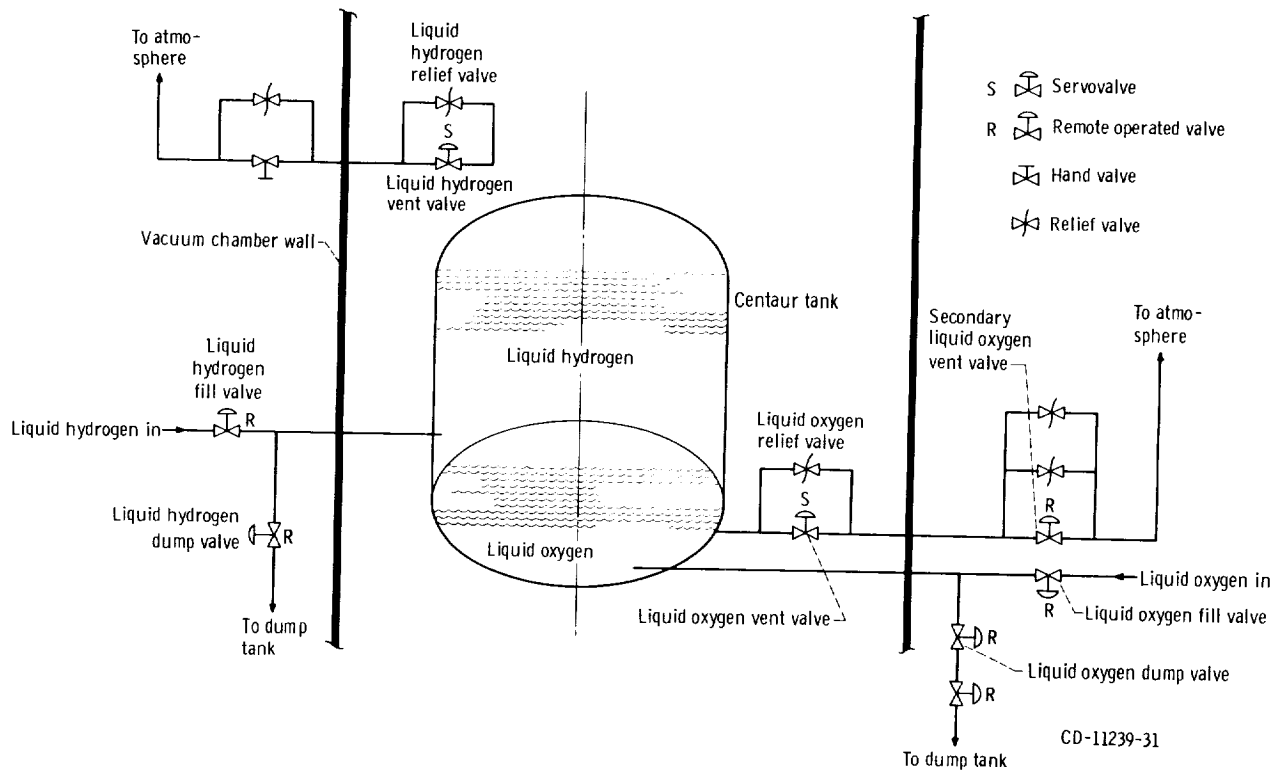 To atmo-
sphere
Liquid
hydrogen
relief valve
S
Liquid hydrogen
vent valve
S Servovalve
R Remote operated valve
Hand valve
Relief valve
Vacuum chamber wall
Centaur tank
Liquid hydrogen
Liquid
hydrogen
fill valve
R
Liquid hydrogen in
Liquid hydrogen
dump valve
R
To dump
tank
Liquid oxygen
Liquid oxygen
relief valve
S
Liquid oxygen vent valve
Secondary
liquid oxygen
vent valve
To atmo-
sphere
R
Liquid oxygen in
R
Liquid oxygen fill valve
R
Liquid oxygen dump valve
R
To dump tank
CD-11239-31